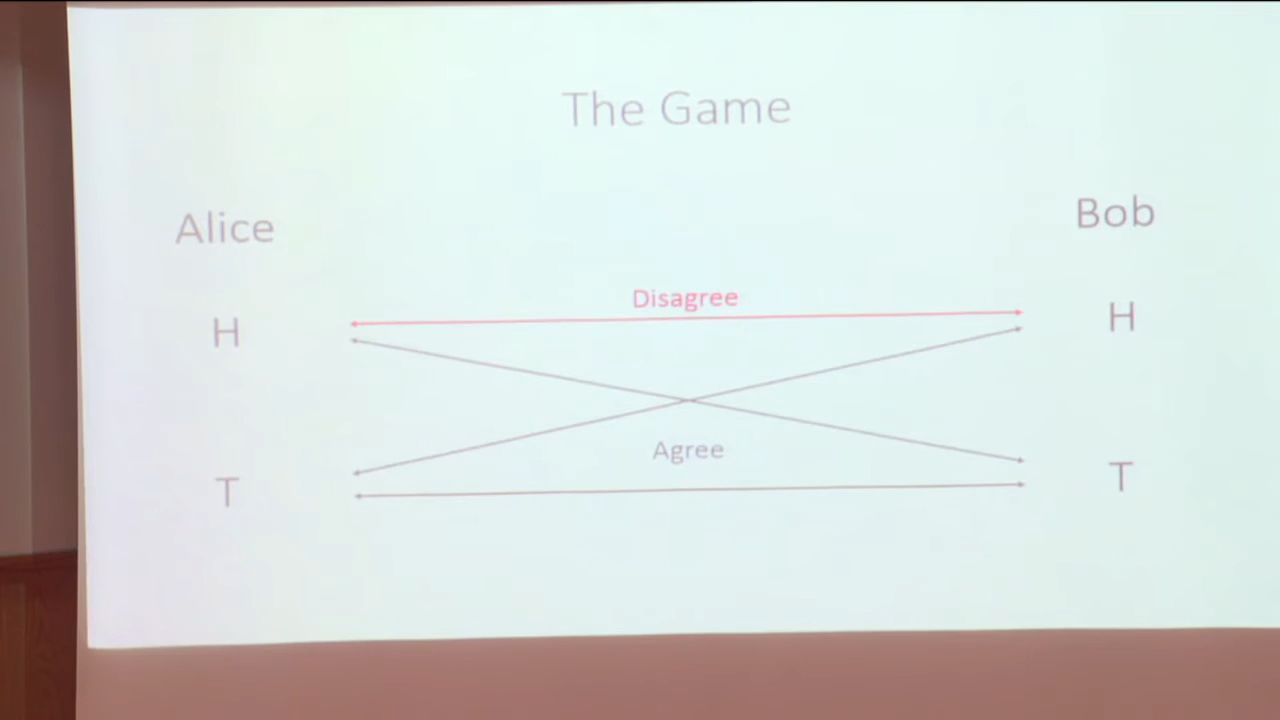 The Game
Alice
Bob
Disagree
H
H
Agree
T
T